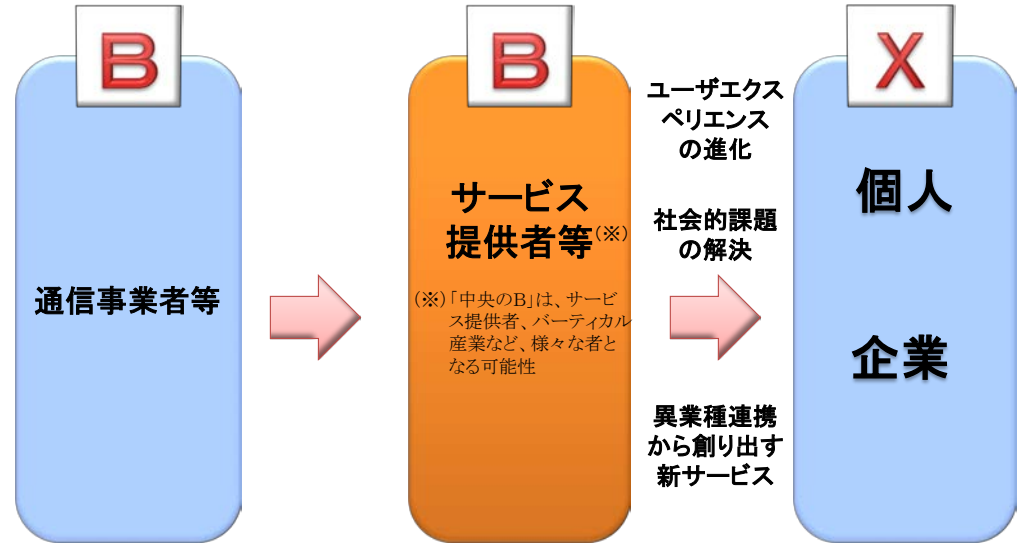 B
通信事業者等
B
サービス
提供者等(※)
(※)「中央のB」は、サービ
ス提供者、バーティカル
産業など、様々な者と
なる可能性
ユーザエクス
ペリエンス
の進化
社会的課題
の解決
異業種連携
から創り出す
新サービス
X
個人
企業